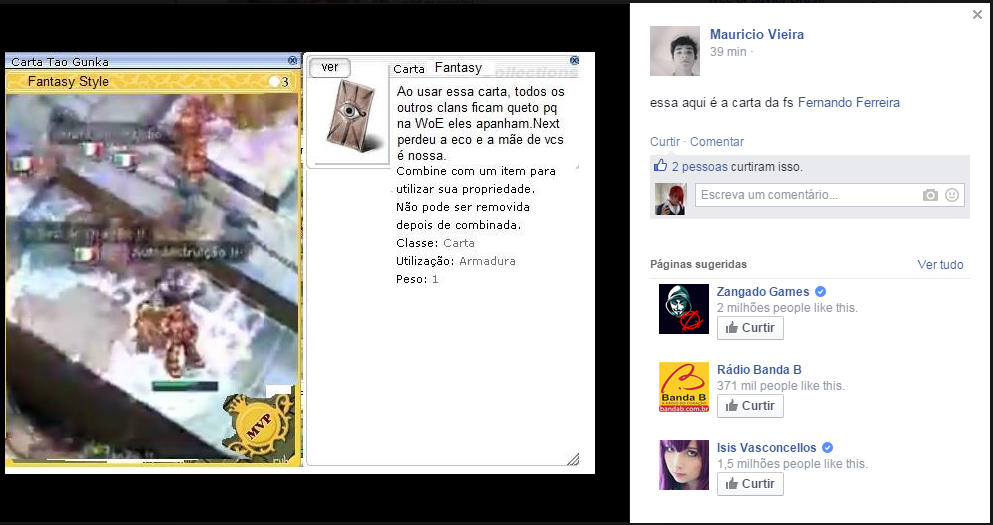 Carta Tao Gunka
Fantasy Style
3
MVP
ver
Carta Fantasy
Ao usar essa carta, todos os
outros clans ficam queto pq
na WoE eles apanham.Next
perdeu a eco e a mãe de vcs
é nossa.
Combine com um item para
utilizar sua propriedade.
Não pode ser removida
depois de combinada.
Classe: Carta
Utilização: Armadura
Peso: 1
Mauricio Vieira
39 min ·
essa aqui é a carta da fs Fernando Ferreira
Curtir · Comentar
2 pessoas curtiram isso.
Escreva um comentário...
Páginas sugeridas
Ver tudo
Zangado Games
2 milhões people like this.
Curtir
Rádio Banda B
371 mil people like this.
Curtir
Banda B
bandab.com.br
Isis Vasconcellos
1,5 milhões people like this.
Curtir